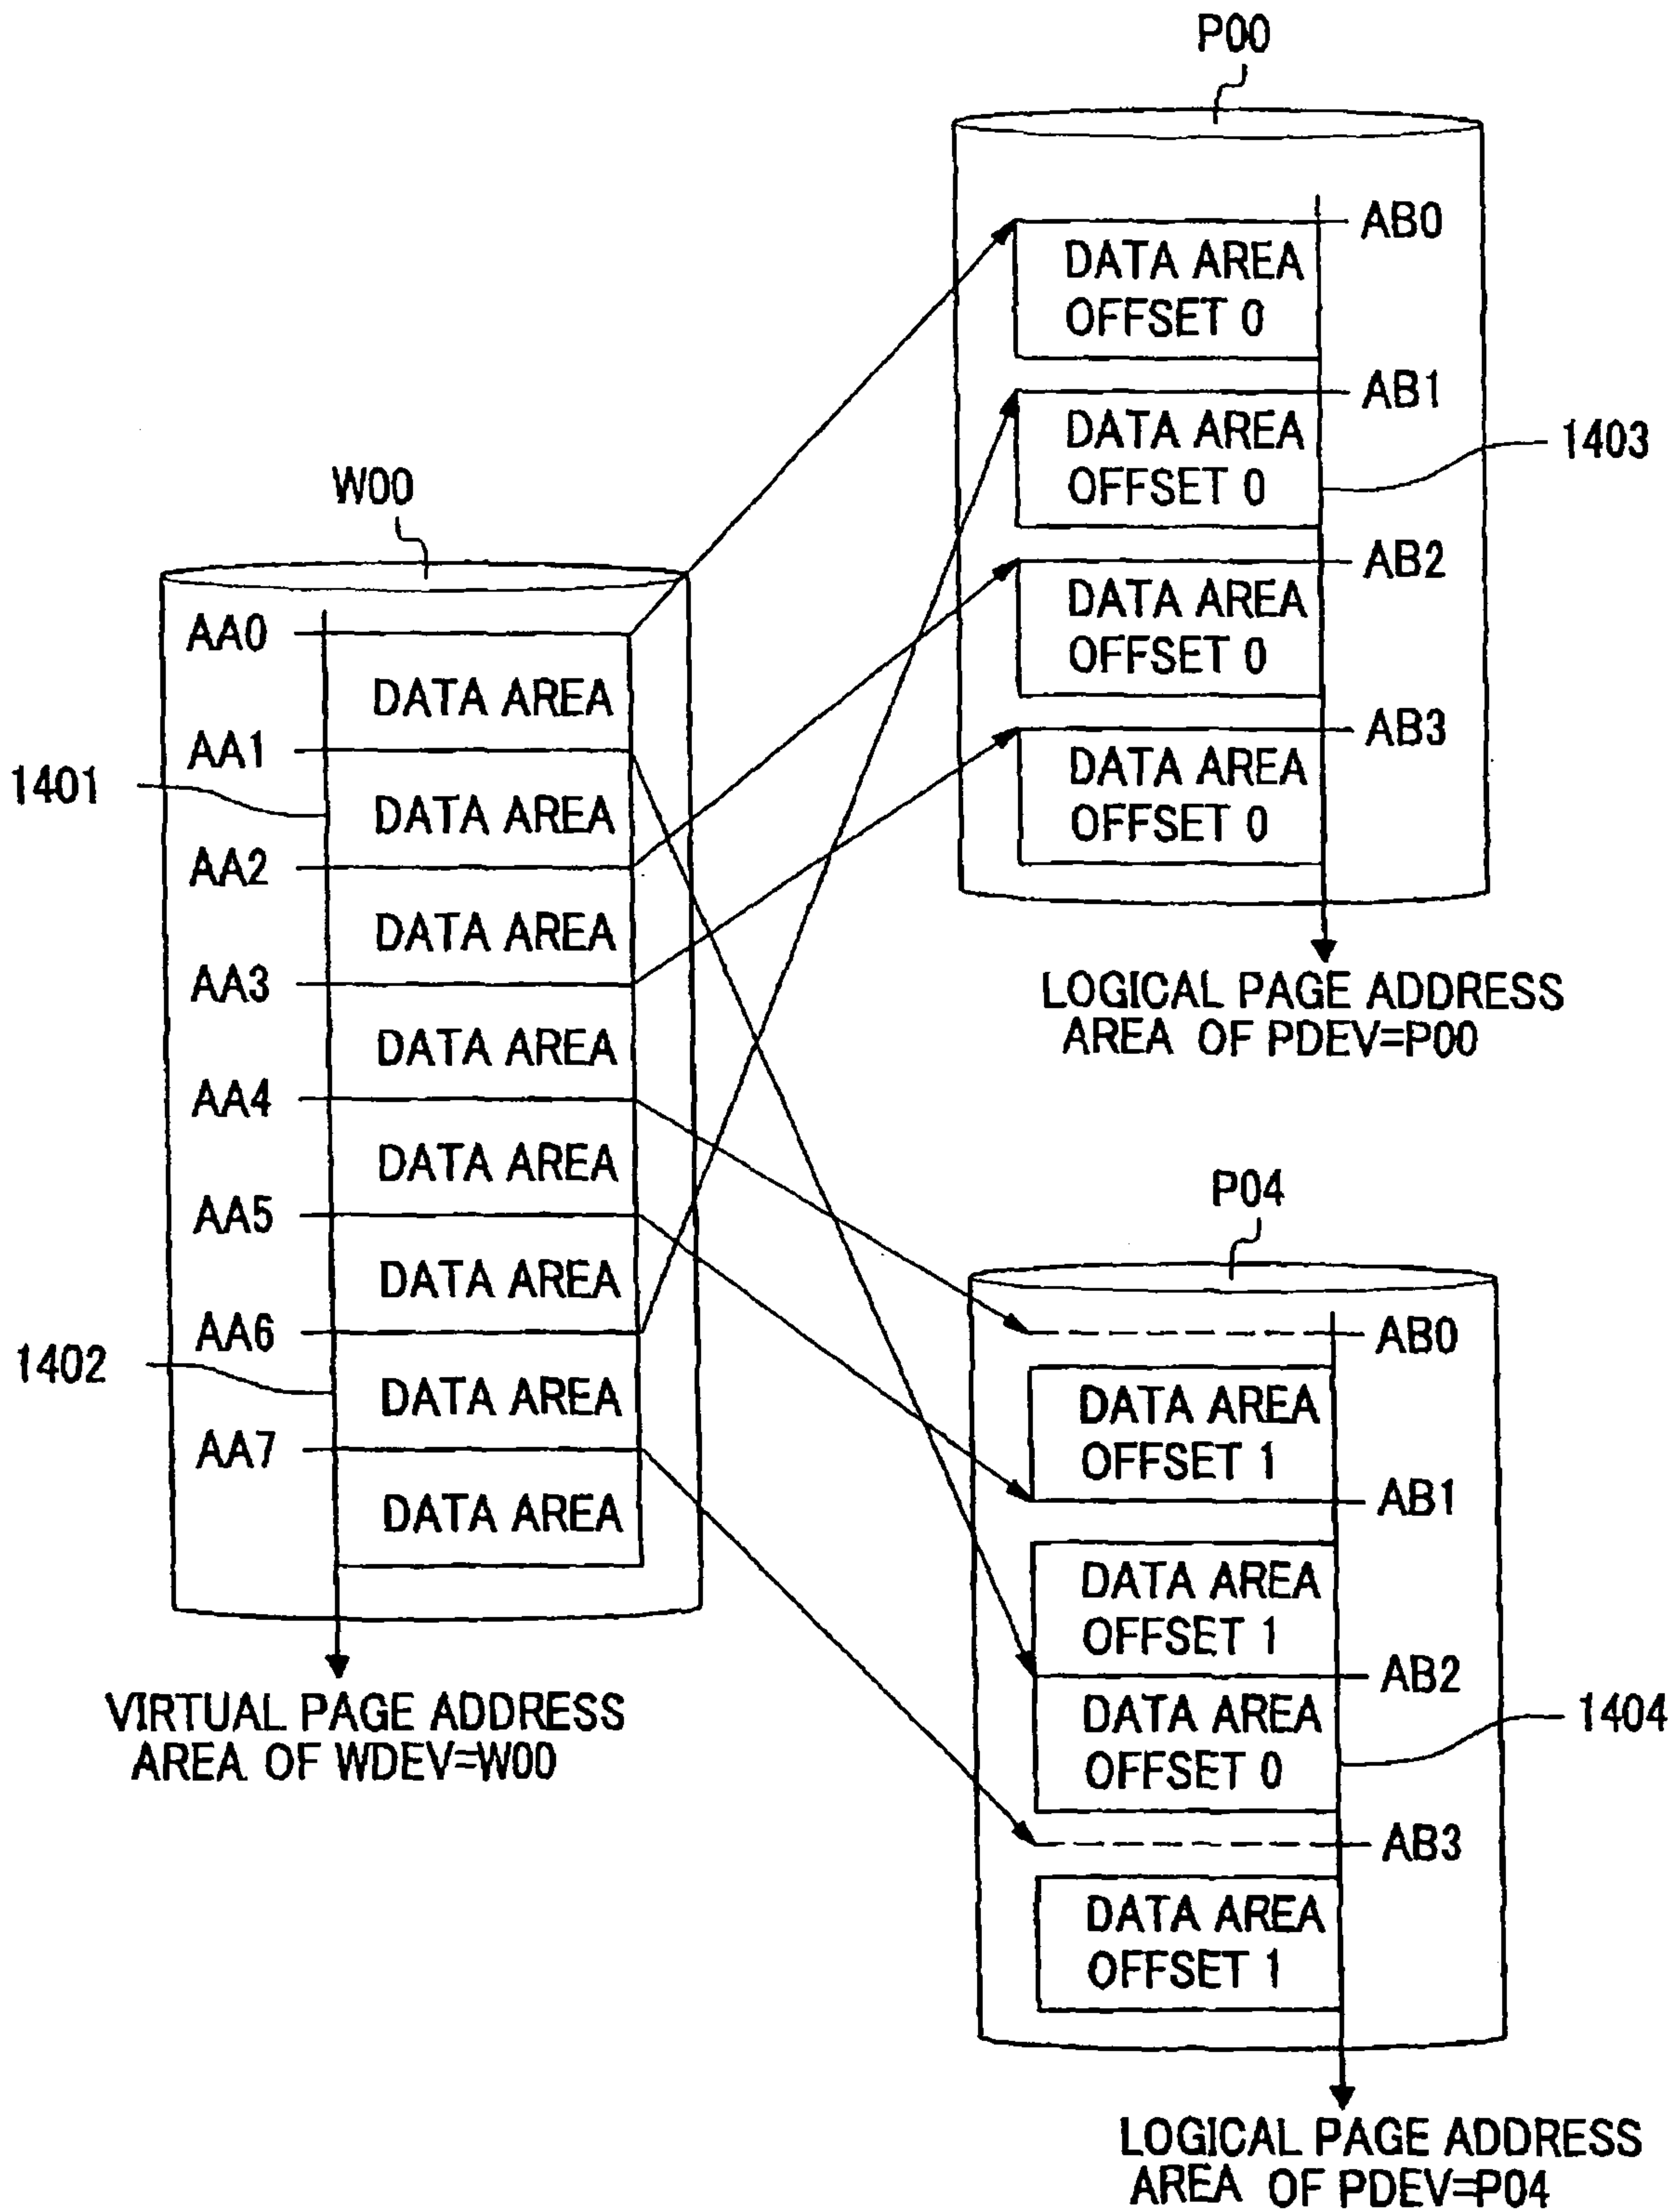 P00
AB0
DATA AREA
OFFSET 0
AB1
DATA AREA
OFFSET 0
1403
AB2
DATA AREA
OFFSET 0
AB3
DATA AREA
OFFSET 0
LOGICAL PAGE ADDRESS
AREA OF PDEV=P00
W00
AA0
DATA AREA
AA1
1401
DATA AREA
AA2
DATA AREA
AA3
DATA AREA
AA4
DATA AREA
AA5
DATA AREA
AA6
1402
DATA AREA
AA7
DATA AREA
VIRTUAL PAGE ADDRESS
AREA OF WDEV=W00
P04
AB0
DATA AREA
OFFSET 1
AB1
DATA AREA
OFFSET 1
AB2
DATA AREA
OFFSET 0
1404
AB3
DATA AREA
OFFSET 1
LOGICAL PAGE ADDRESS
AREA OF PDEV=P04